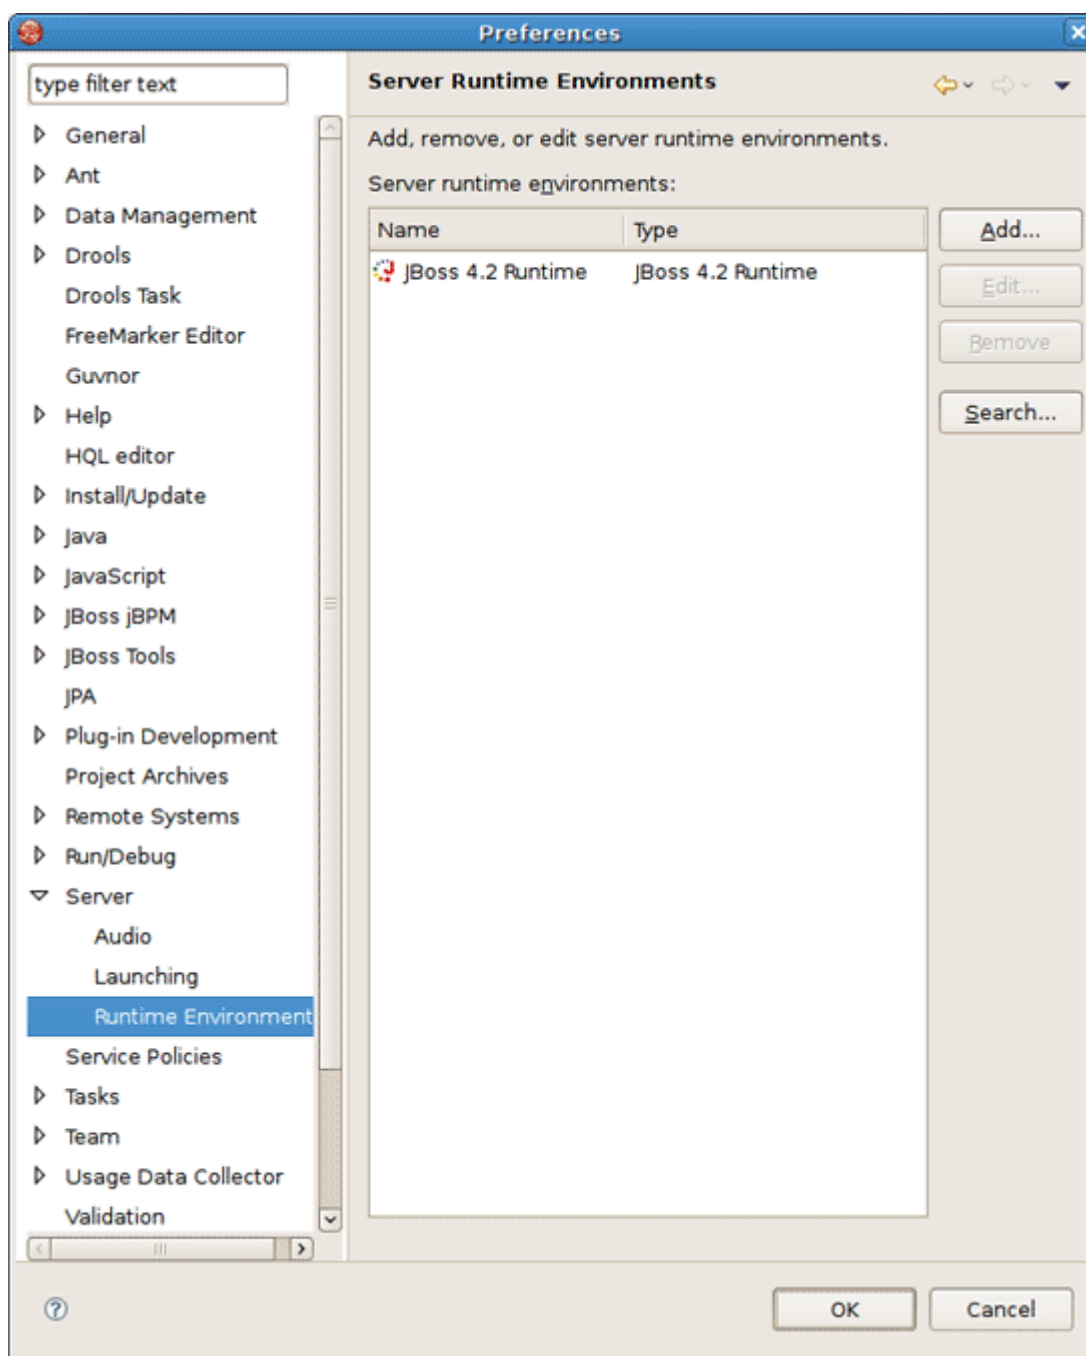 Preferences
type filter text
General
Ant
Data Management
Drools
Drools Task
FreeMarker Editor
Guvnor
Help
HQL editor
Install/Update
Java
JavaScript
JBoss jBPM
JBoss Tools
JPA
Plug-in Development
Project Archives
Remote Systems
Run/Debug
Server
Audio
Launching
Runtime Environment
Service Policies
Tasks
Team
Usage Data Collector
Validation
Server Runtime Environments
Add, remove, or edit server runtime environments.
Server runtime environments:
Name Type
JBoss 4.2 Runtime JBoss 4.2 Runtime
Add...
Edit...
Remove
Search...
OK Cancel